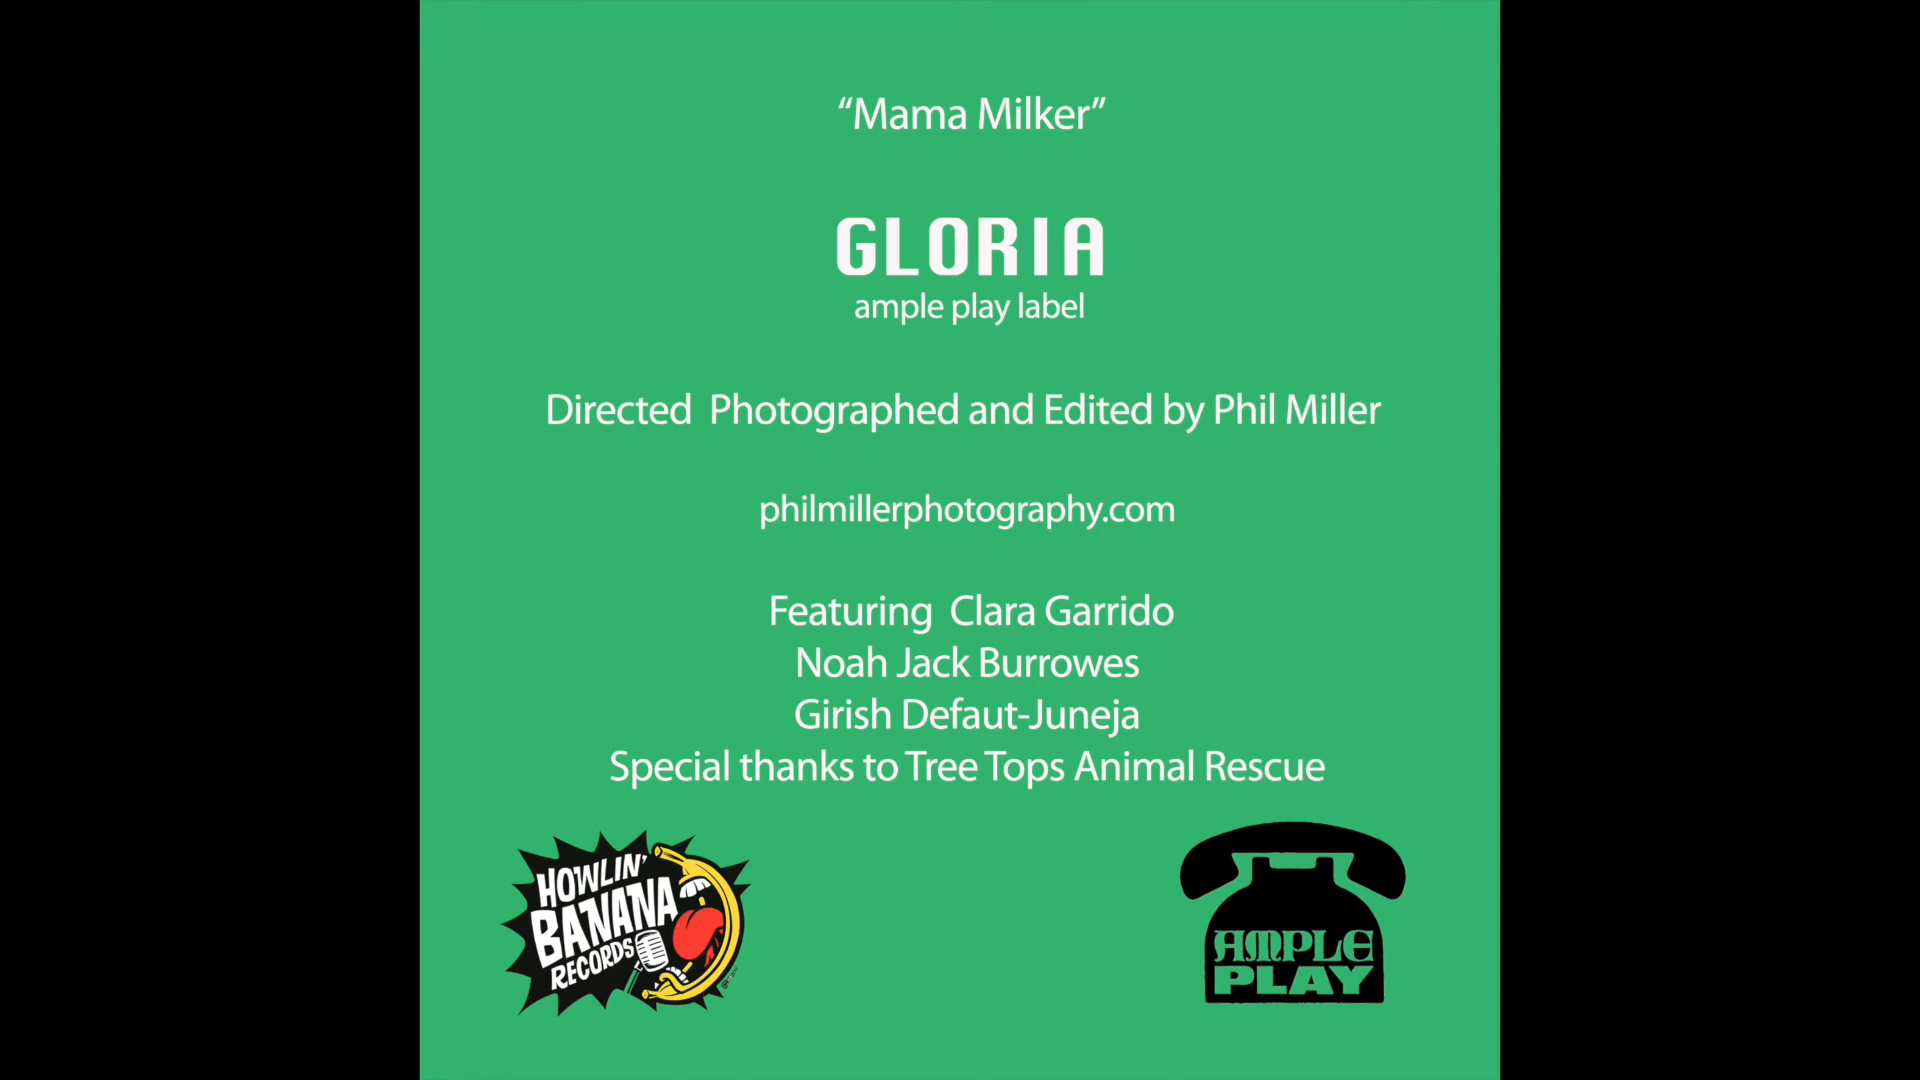 “Mama Milker”
GLORIA
ample play label
Directed  Photographed and Edited by Phil Miller
philmillerphotography.com
Featuring  Clara Garrido
Noah Jack Burrowes
Girish Defaut-Juneja
Special thanks to Tree Tops Animal Rescue
HOWLIN'
BANANA
RECORDS
AMPLE
PLAY